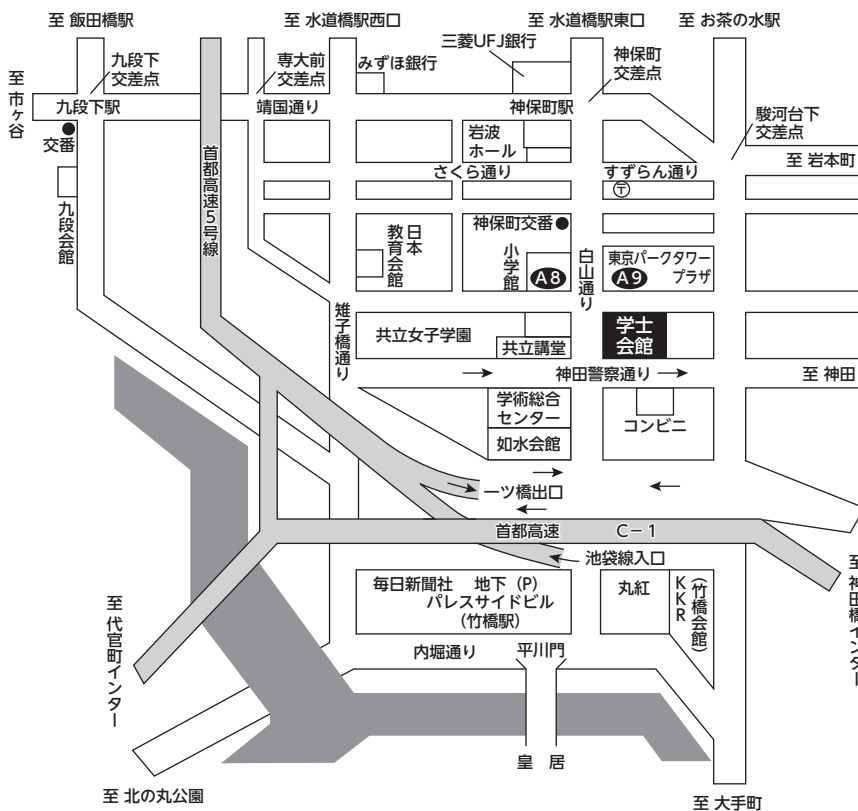 至 飯田橋駅
至 水道橋駅西口
至 水道橋駅東口
至 お茶の水駅
三菱UFJ銀行
九段下
交差点
専大前
交差点
みずほ銀行
神保町
交差点
至 市ヶ谷
九段下駅
靖国通り
神保町駅
駿河台下
交差点
交番
岩波
ホール
至 岩本町
首都高速5号線
さくら通り
すずらん通り
〒
九段会館
日本
教育会館
神保町交番
小学館
A8
白山通り
東京パークタワー
プラザ
A9
雉子橋通り
共立女子学園
共立講堂
学士
会館
神田警察通り
至 神田
学術総合
センター
コンビニ
如水会館
一ツ橋出口
首都高速 C−1
池袋線入口
至 神田橋インター
毎日新聞社 地下（P）
パレスサイドビル
（竹橋駅）
丸紅
KKR
（竹橋会館）
至 代官町インター
内堀通り
平川門
皇居
至 北の丸公園
至 大手町